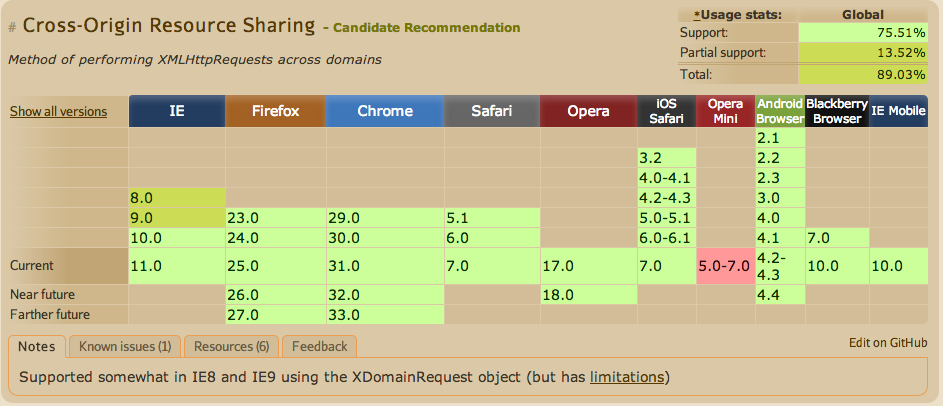 # Cross-Origin Resource Sharing - Candidate Recommendation
*Usage stats: Global
Support: 75.51%
Partial support: 13.52%
Total: 89.03%
Method of performing XMLHttpRequests across domains
Show all versions IE Firefox Chrome Safari Opera iOS Safari Opera Mini Android Browser Blackberry Browser IE Mobile
2.1
3.2 2.2
4.0-4.1 2.3
8.0 4.2-4.3 3.0
9.0 23.0 29.0 5.1 5.0-5.1 4.0
10.0 24.0 30.0 6.0 6.0-6.1 4.1 7.0
Current 11.0 25.0 31.0 7.0 17.0 7.0 5.0-7.0 4.2-4.3 10.0 10.0
Near future 26.0 32.0 18.0 4.4
Farther future 27.0 33.0
Notes Known issues (1) Resources (6) Feedback Edit on GitHub
Supported somewhat in IE8 and IE9 using the XDomainRequest object (but has limitations)